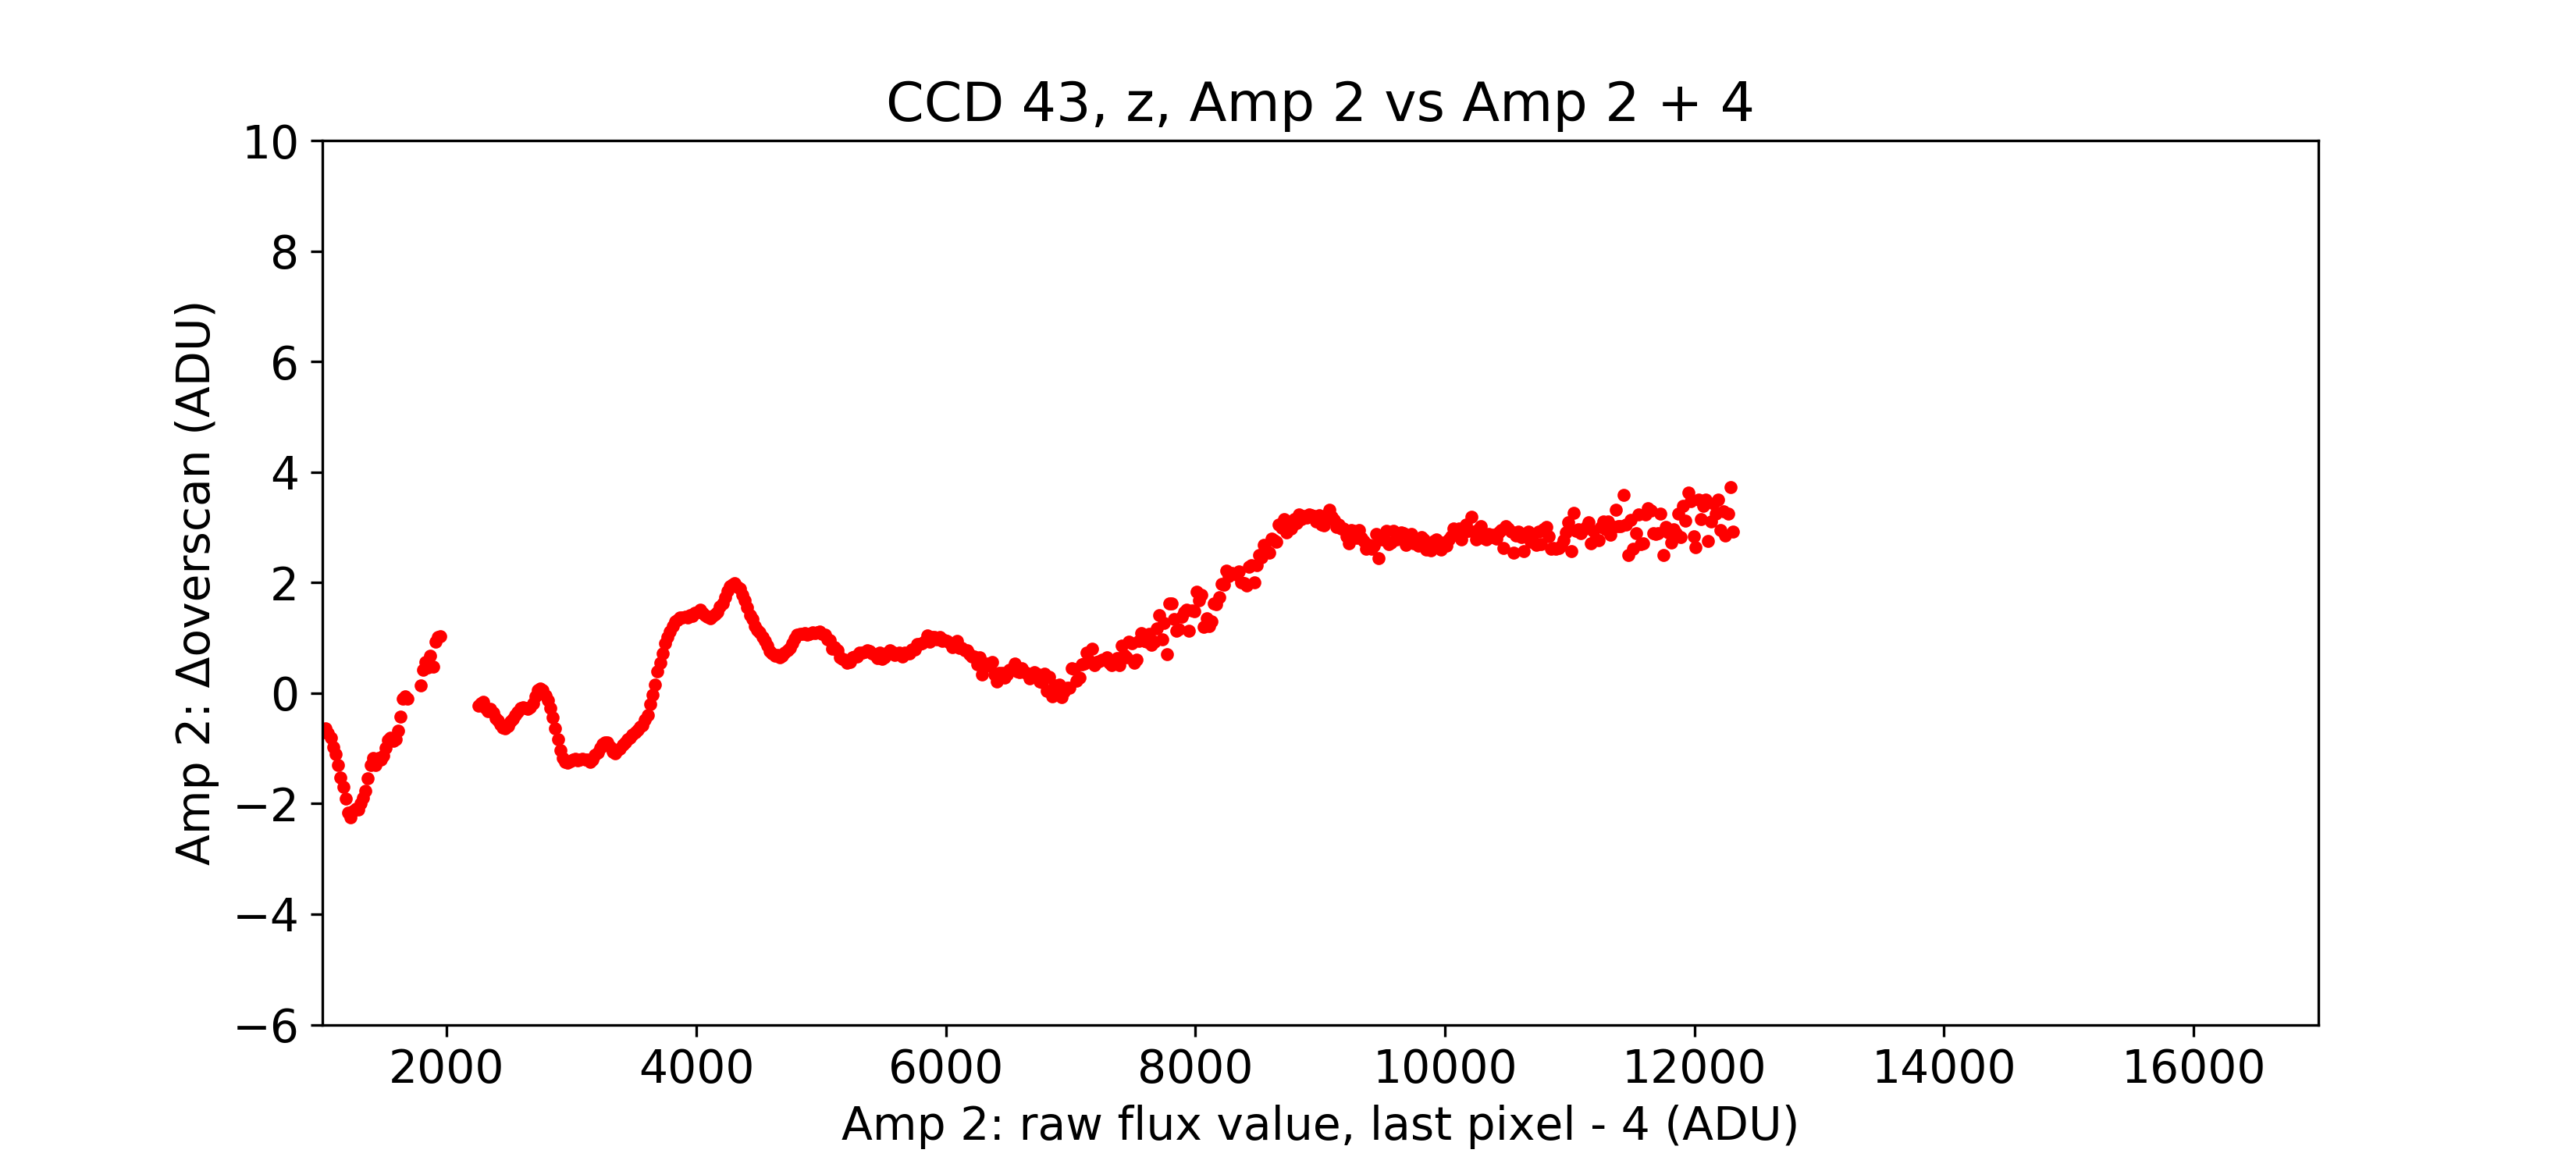 CCD 43, z, Amp 2 vs Amp 2 + 4
10
8
6
4
2
0
−2
−4
−6
Amp 2: Δoverscan (ADU)
2000 4000 6000 8000 10000 12000 14000 16000
Amp 2: raw flux value, last pixel - 4 (ADU)